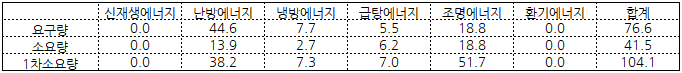 신재생에너지 난방에너지 냉방에너지 급탕에너지 조명에너지 환기에너지 합계
요구량 0.0 44.6 7.7 5.5 18.8 0.0 76.6
소요량 0.0 13.9 2.7 6.2 18.8 0.0 41.5
1차소요량 0.0 38.2 7.3 7.0 51.7 0.0 104.1